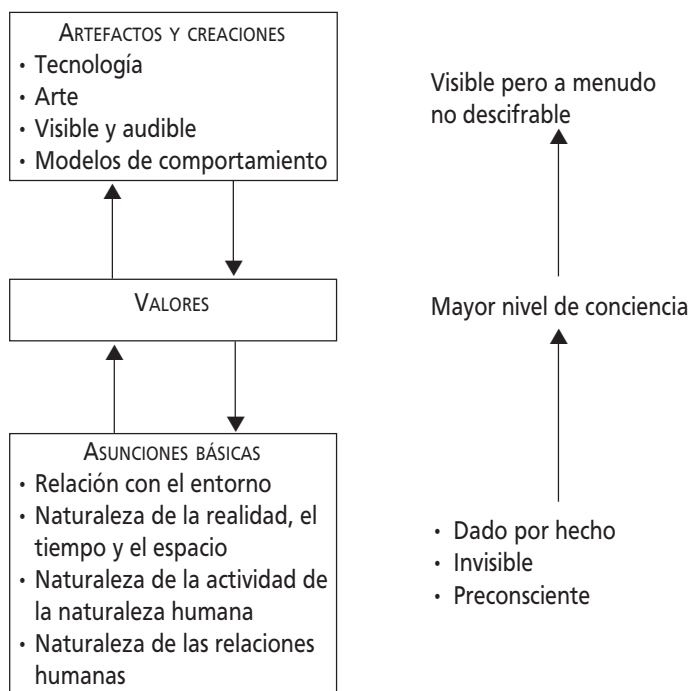 ARTEFACTOS Y CREACIONES
• Tecnología
• Arte
• Visible y audible
• Modelos de comportamiento
Visible pero a menudo
no descifrable
VALORES
Mayor nivel de conciencia
ASUNCIONES BÁSICAS
• Relación con el entorno
• Naturaleza de la realidad, el
tiempo y el espacio
• Naturaleza de la actividad de
la naturaleza humana
• Naturaleza de las relaciones
humanas
• Dado por hecho
• Invisible
• Preconsciente